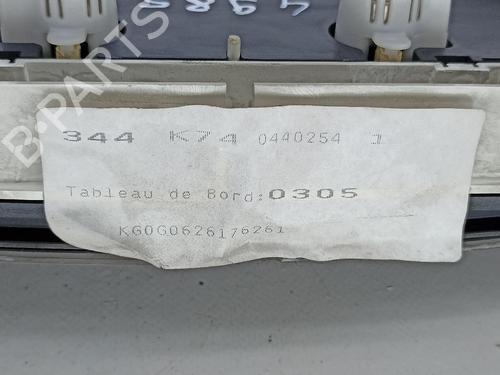 B-PARTS
344 K74 0440254 1
Tableau de Bord:0305
KG0G0626176261